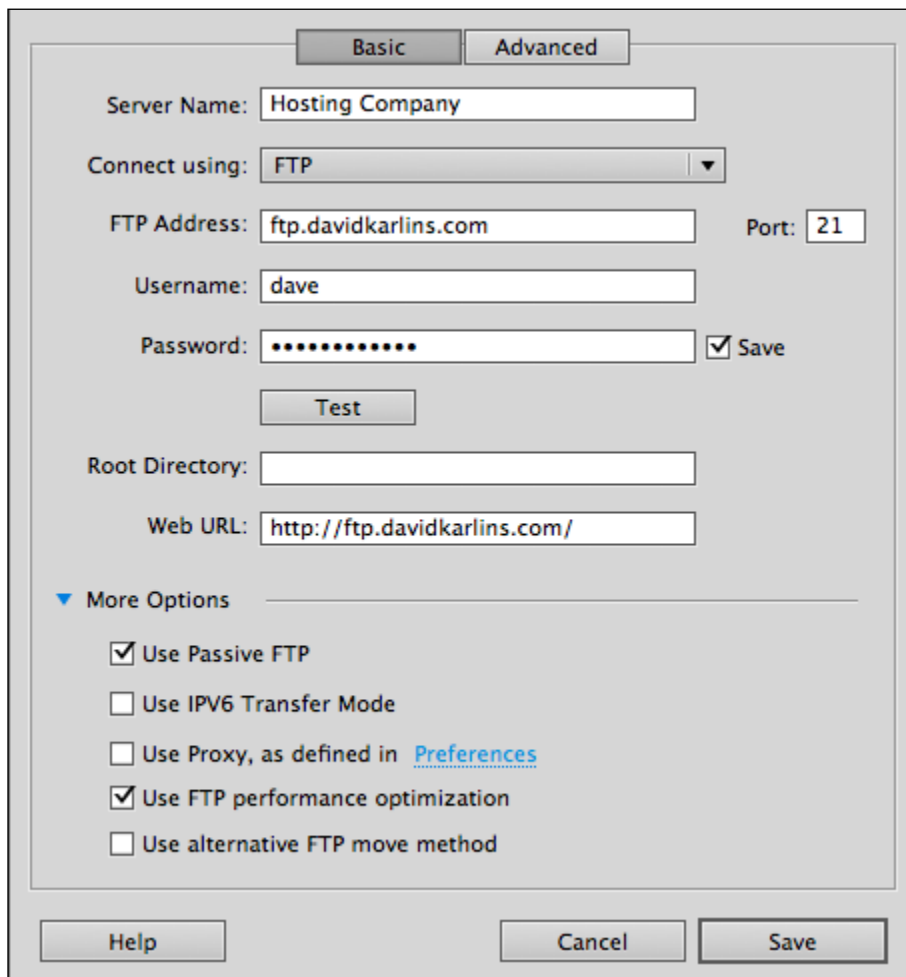 Basic Advanced
Server Name: Hosting Company
Connect using: FTP
FTP Address: ftp.davidkarlins.com Port: 21
Username: dave
Password: •••••••••••• Save
Test
Root Directory:
Web URL: http://ftp.davidkarlins.com/
More Options
Use Passive FTP
Use IPV6 Transfer Mode
Use Proxy, as defined in Preferences
Use FTP performance optimization
Use alternative FTP move method
Help Cancel Save